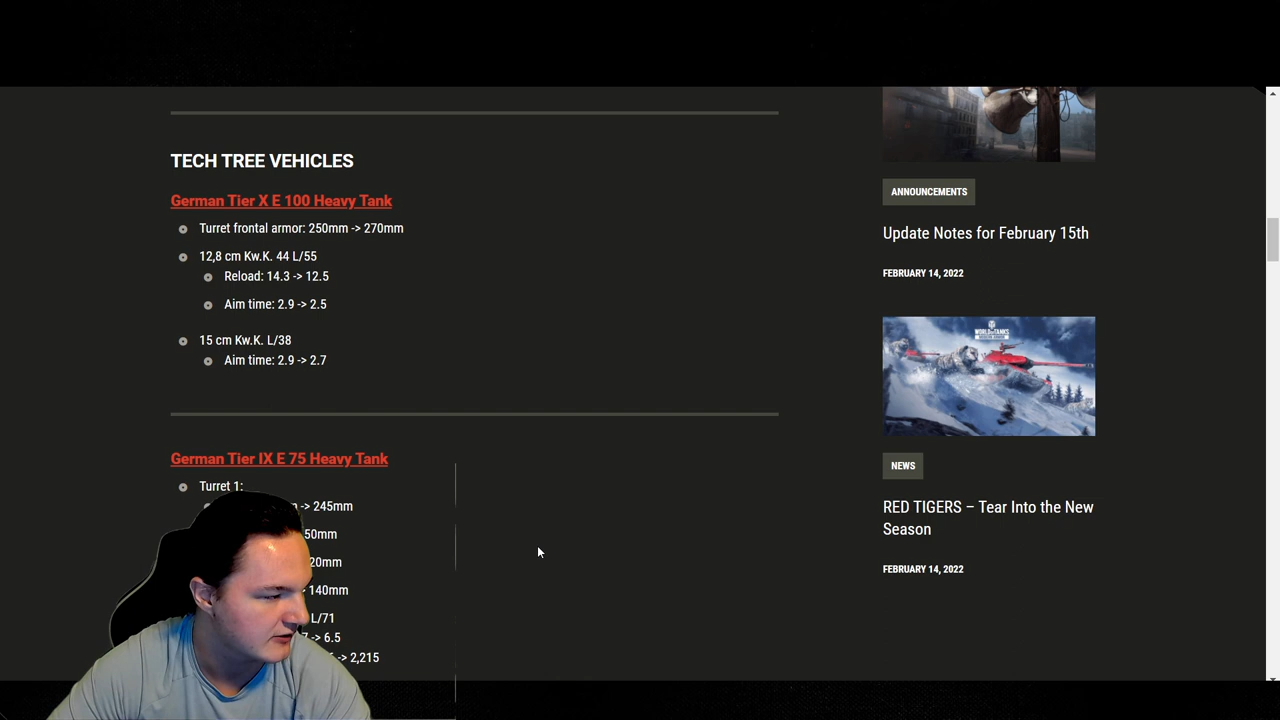 TECH TREE VEHICLES
German Tier X E 100 Heavy Tank
Turret frontal armor: 250mm -> 270mm
12,8 cm Kw.K. 44 L/55
Reload: 14.3 -> 12.5
Aim time: 2.9 -> 2.5
15 cm Kw.K. L/38
Aim time: 2.9 -> 2.7
German Tier IX E 75 Heavy Tank
Turret 1:
-> 245mm
50mm
20mm
140mm
L/71
-> 6.5
-> 2,215
ANNOUNCEMENTS
Update Notes for February 15th
FEBRUARY 14, 2022
WORLD OF TANKS
NEWS
RED TIGERS – Tear Into the New
Season
FEBRUARY 14, 2022